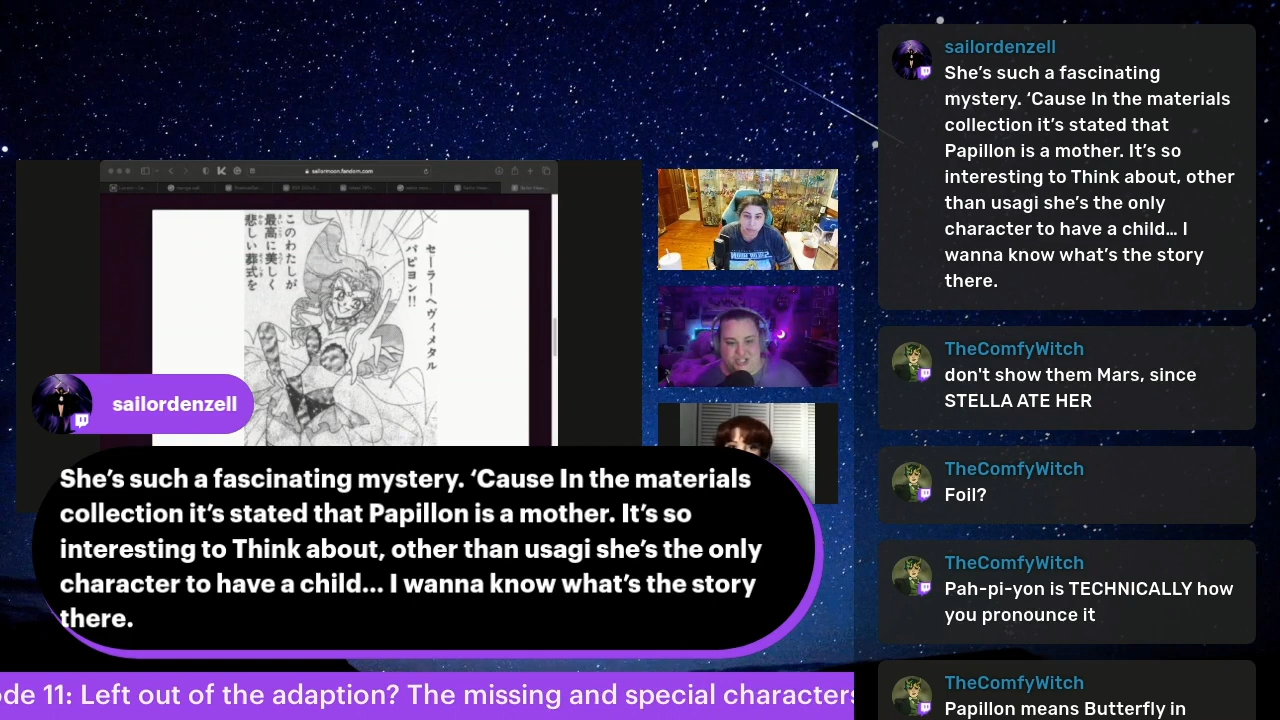 sailormoon.fandom.com
このわたしが
最高に美しく
悲しい葬式を
セーラーヘヴィメタル
パピヨン!!
sailordenzell
She's such a fascinating mystery. ‘Cause In the materials
collection it's stated that Papillon is a mother. It's so
interesting to Think about, other than usagi she's the only
character to have a child... I wanna know what's the story
there.
ode 11: Left out of the adaption? The missing and special characters
sailordenzell
She's such a fascinating
mystery. ‘Cause In the materials
collection it's stated that
Papillon is a mother. It's so
interesting to Think about, other
than usagi she's the only
character to have a child... I
wanna know what's the story
there.
TheComfyWitch
don't show them Mars, since
STELLA ATE HER
TheComfyWitch
Foil?
TheComfyWitch
Pah-pi-yon is TECHNICALLY how
you pronounce it
TheComfyWitch
Papillon means Butterfly in